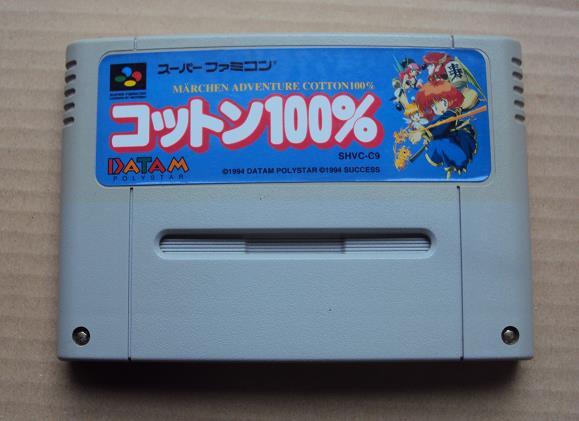 スーパーファミコン
MÄRCHEN ADVENTURE COTTON100%
コットン100%
SHVC-C9
DATAM
POLYSTAR
©1994 DATAM POLYSTAR ©1994 SUCCESS
寿